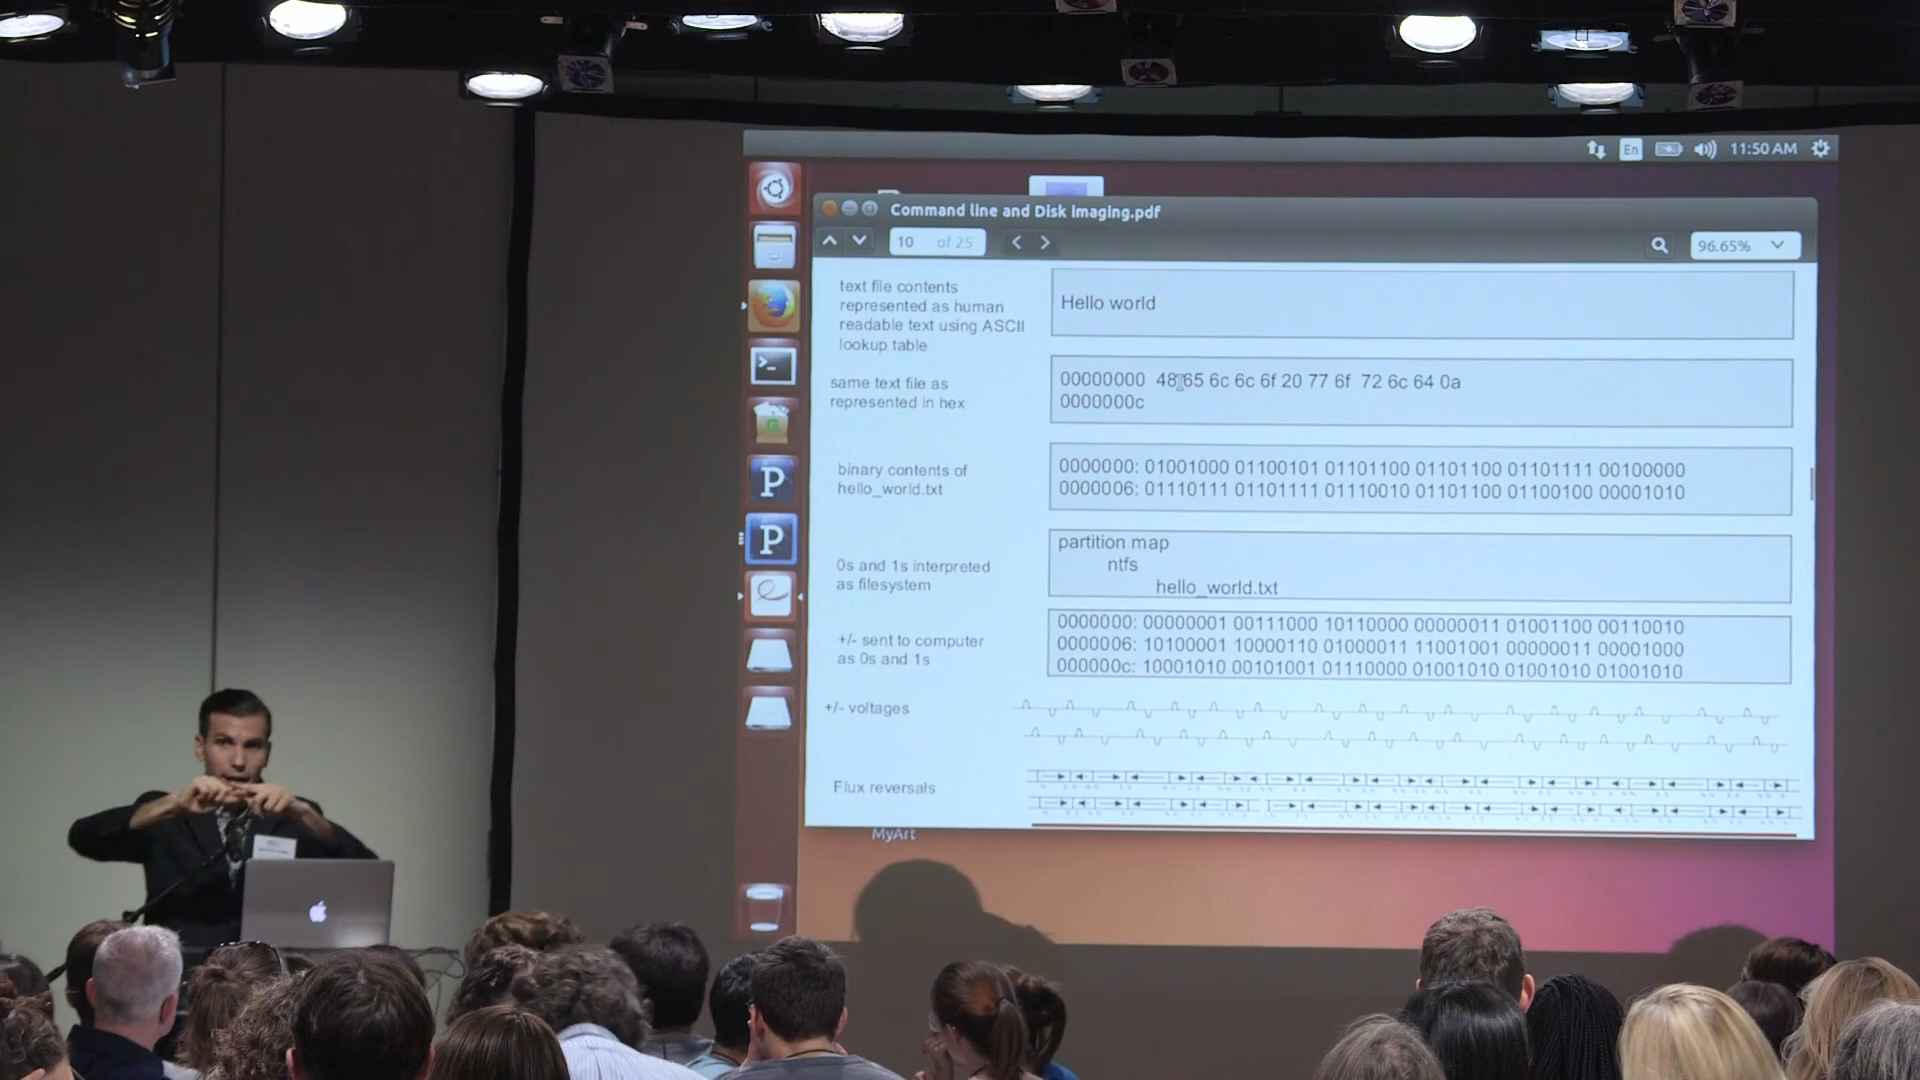 En 11:50 AM
Command line and Disk imaging.pdf
10 of 25 96.65%
text file contents
represented as human
readable text using ASCII
lookup table
Hello world
same text file as
represented in hex
00000000 48 65 6c 6c 6f 20 77 6f 72 6c 64 0a
0000000c
binary contents of
hello_world.txt
0000000: 01001000 01100101 01101100 01101100 01101111 00100000
0000006: 01110111 01101111 01110010 01101100 01100100 00001010
0s and 1s interpreted
as filesystem
partition map
ntfs
hello_world.txt
+/- sent to computer
as 0s and 1s
0000000: 00000001 00111000 10110000 00000011 01001100 00110010
0000006: 10100001 10000110 01000011 11001001 00000011 00001000
000000c: 10001010 00101001 01110000 01001010 01001010 01001010
+/- voltages
Flux reversals
MyArt
P
P
G